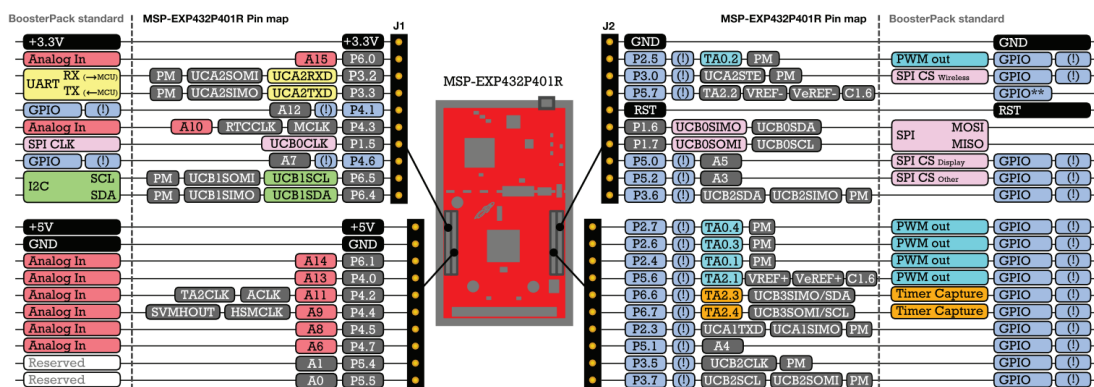 BoosterPack standard MSP-EXP432P401R Pin map
J1
+3.3V +3.3V
Analog In A15 P6.0
UART RX (→MCU) PM UCA2SOMI UCA2RXD P3.2
TX (←MCU) PM UCA2SIMO UCA2TXD P3.3
GPIO (!) A12 (!) P4.1
Analog In A10 RTCCLK MCLK P4.3
SPI CLK UCB0CLK P1.5
GPIO (!) A7 (!) P4.6
I2C SCL PM UCB1SOMI UCB1SCL P6.5
SDA PM UCB1SIMO UCB1SDA P6.4
+5V +5V
GND GND
Analog In A14 P6.1
Analog In A13 P4.0
Analog In TA2CLK ACLK A11 P4.2
Analog In SVMHOUT HSMCLK A9 P4.4
Analog In A8 P4.5
Analog In A6 P4.7
Reserved A1 P5.4
Reserved A0 P5.5
MSP-EXP432P401R
MSP-EXP432P401R Pin map BoosterPack standard
J2
GND GND
P2.5 (!) TA0.2 PM PWM out GPIO (!)
P3.0 (!) UCA2STE PM SPI CS Wireless GPIO (!)
P5.7 (!) TA2.2 VREF- VeREF- C1.6 GPIO**
RST RST
P1.6 UCB0SIMO UCB0SDA SPI MOSI
P1.7 UCB0SOMI UCB0SCL MISO
P5.0 (!) A5 SPI CS Display GPIO (!)
P5.2 (!) A3 SPI CS Other GPIO (!)
P3.6 (!) UCB2SDA UCB2SIMO PM GPIO (!)
P2.7 (!) TA0.4 PM PWM out GPIO (!)
P2.6 (!) TA0.3 PM PWM out GPIO (!)
P2.4 (!) TA0.1 PM PWM out GPIO (!)
P5.6 (!) TA2.1 VREF+ VeREF+ C1.6 PWM out GPIO (!)
P6.6 (!) TA2.3 UCB3SIMO/SDA Timer Capture GPIO (!)
P6.7 (!) TA2.4 UCB3SOMI/SCL Timer Capture GPIO (!)
P2.3 (!) UCA1TXD UCA1SIMO PM GPIO (!)
P5.1 (!) A4 GPIO (!)
P3.5 (!) UCB2CLK PM GPIO (!)
P3.7 (!) UCB2SCL UCB2SOMI PM GPIO (!)